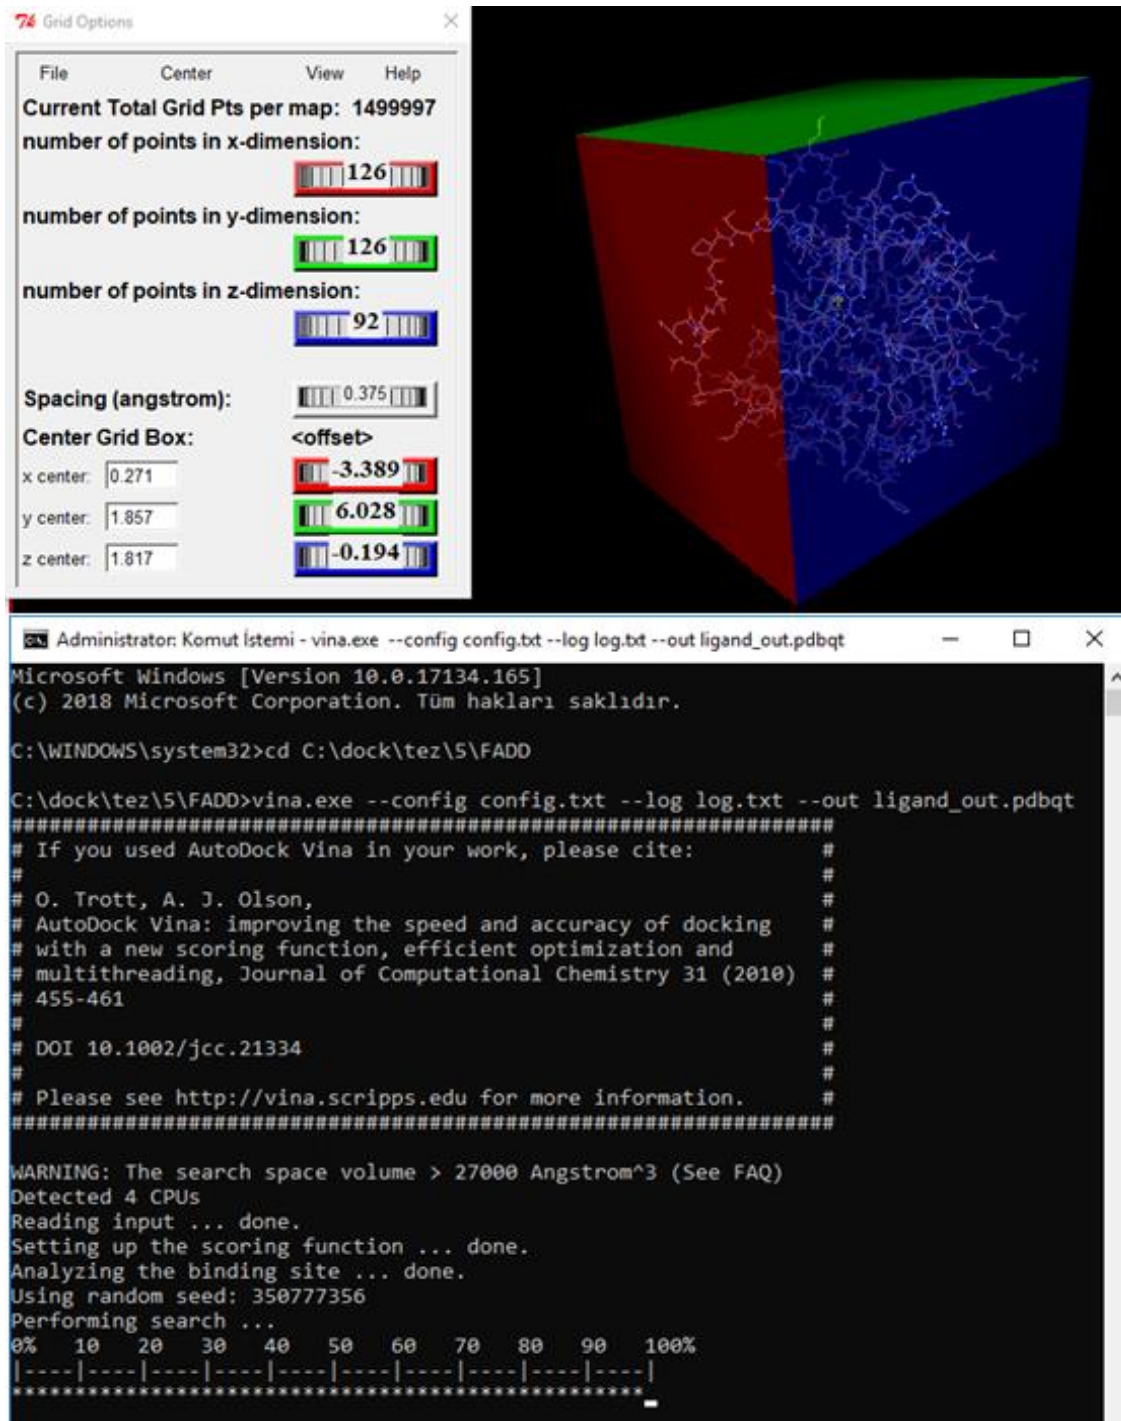 Grid Options
File Center View Help
Current Total Grid Pts per map: 1499997
number of points in x-dimension:
126
number of points in y-dimension:
126
number of points in z-dimension:
92
Spacing (angstrom): 0.375
Center Grid Box: <offset>
x center: 0.271 -3.389
y center: 1.857 6.028
z center: 1.817 -0.194
Administrator: Komut İstemi - vina.exe --config config.txt --log log.txt --out ligand_out.pdbqt
Microsoft Windows [Version 10.0.17134.165]
(c) 2018 Microsoft Corporation. Tüm hakları saklıdır.
C:\WINDOWS\system32>cd C:\dock\tez\5\FADD
C:\dock\tez\5\FADD>vina.exe --config config.txt --log log.txt --out ligand_out.pdbqt
#################################################################
# If you used AutoDock Vina in your work, please cite: #
# #
# O. Trott, A. J. Olson, #
# AutoDock Vina: improving the speed and accuracy of docking #
# with a new scoring function, efficient optimization and #
# multithreading, Journal of Computational Chemistry 31 (2010) #
# 455-461 #
# #
# DOI 10.1002/jcc.21334 #
# #
# Please see http://vina.scripps.edu for more information. #
#################################################################
WARNING: The search space volume > 27000 Angstrom^3 (See FAQ)
Detected 4 CPUs
Reading input ... done.
Setting up the scoring function ... done.
Analyzing the binding site ... done.
Using random seed: 350777356
Performing search ...
0% 10 20 30 40 50 60 70 80 90 100%
|----|----|----|----|----|----|----|----|----|----|
**************************************************